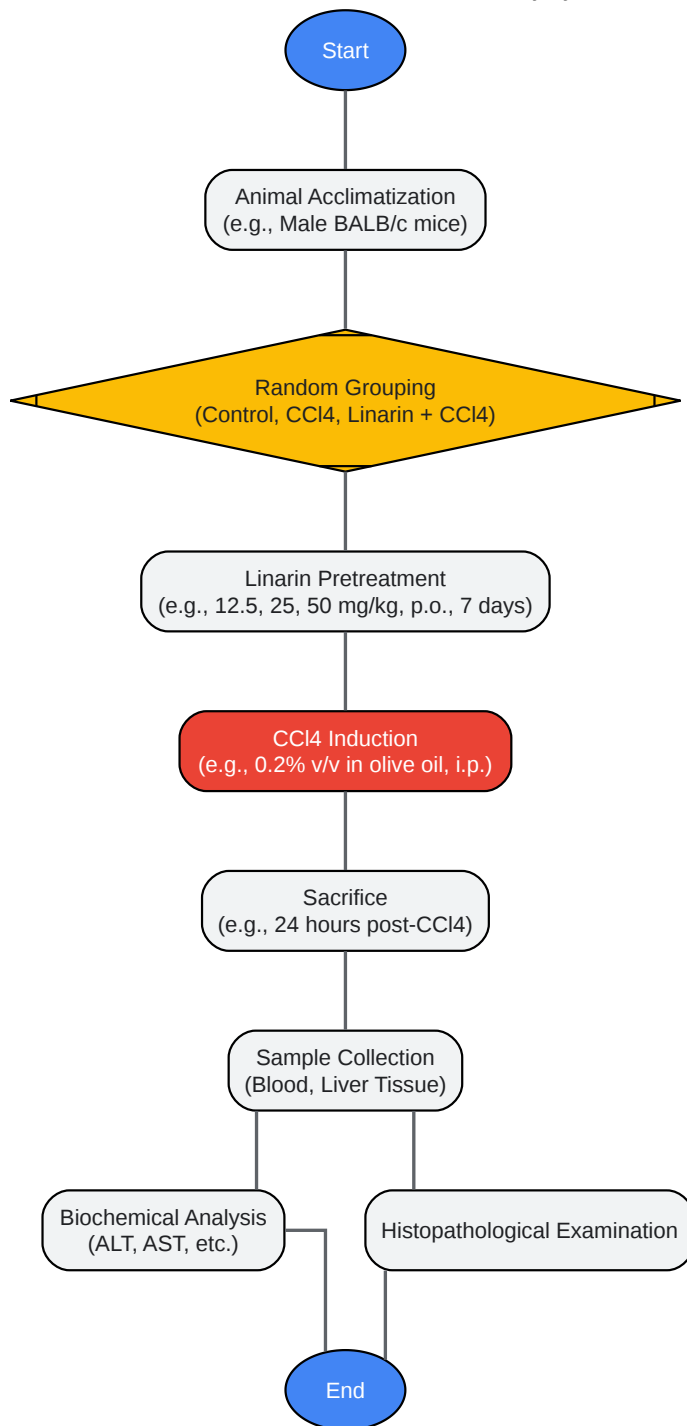 Start
Animal Acclimatization
(e.g., Male BALB/c mice)
Random Grouping
(Control, CCl4, Linarin + CCl4)
Linarin Pretreatment
(e.g., 12.5, 25, 50 mg/kg, p.o., 7 days)
CCl4 Induction
(e.g., 0.2% v/v in olive oil, i.p.)
Sacrifice
(e.g., 24 hours post-CCl4)
Sample Collection
(Blood, Liver Tissue)
Biochemical Analysis
(ALT, AST, etc.)
Histopathological Examination
End